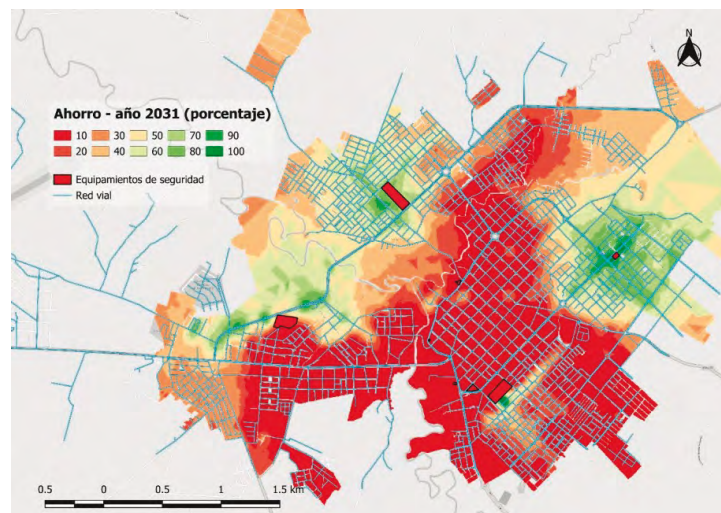 N
Ahorro - año 2031 (porcentaje)
10 30 50 70 90
20 40 60 80 100
Equipamientos de seguridad
Red vial
0.5 0 0.5 1 1.5 km